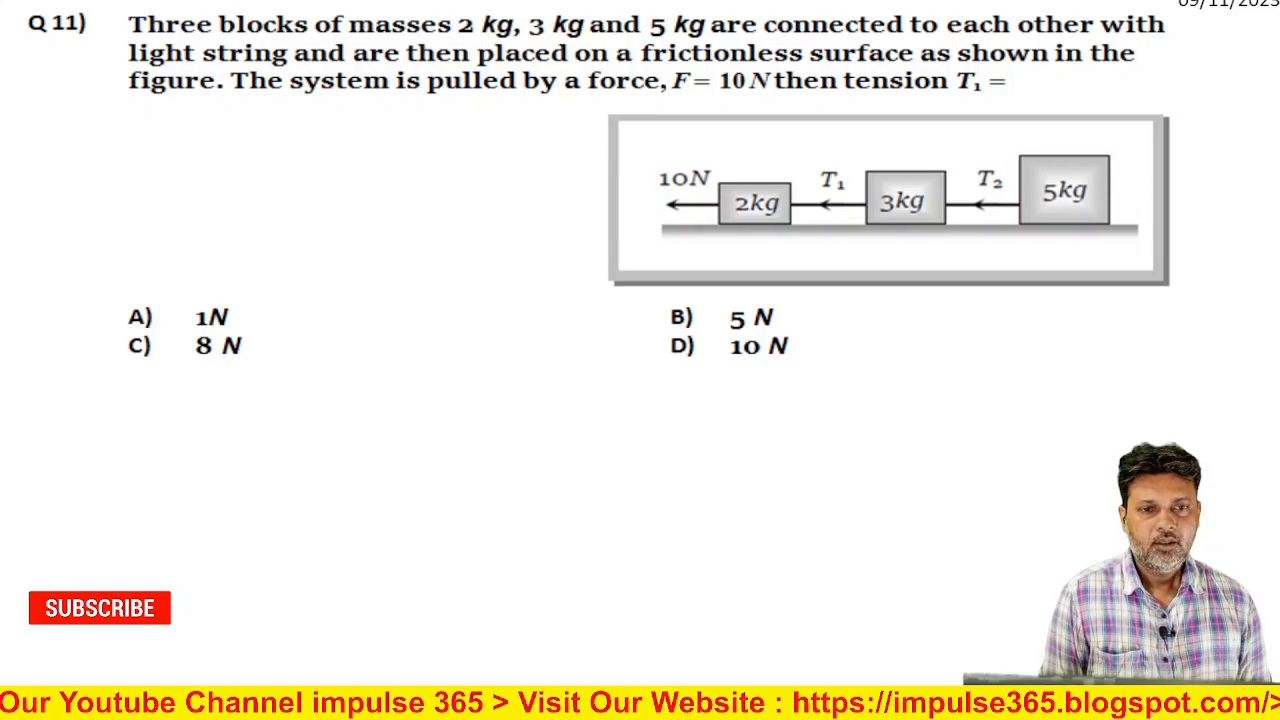 09/11/2023
Q 11) Three blocks of masses 2 kg, 3 kg and 5 kg are connected to each other with
light string and are then placed on a frictionless surface as shown in the
figure. The system is pulled by a force, F = 10 N then tension T₁ =
10N T₁ T₂
2kg 3kg 5kg
A) 1N B) 5 N
C) 8 N D) 10 N
SUBSCRIBE
Our Youtube Channel impulse 365 > Visit Our Website : https://impulse365.blogspot.com/>